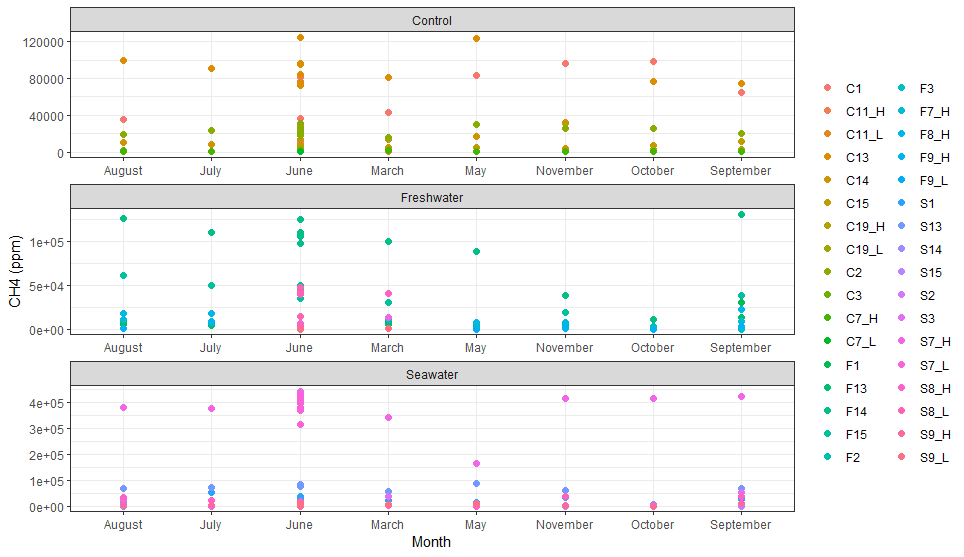 Control
120000
80000
40000
0
August July June March May November October September
Freshwater
1e+05
5e+04
0e+00
August July June March May November October September
Seawater
4e+05
3e+05
2e+05
1e+05
0e+00
August July June March May November October September
Month
CH4 (ppm)
C1
C11_H
C11_L
C13
C14
C15
C19_H
C19_L
C2
C3
C7_H
C7_L
F1
F13
F14
F15
F2
F3
F7_H
F8_H
F9_H
F9_L
S1
S13
S14
S15
S2
S3
S7_H
S7_L
S8_H
S8_L
S9_H
S9_L